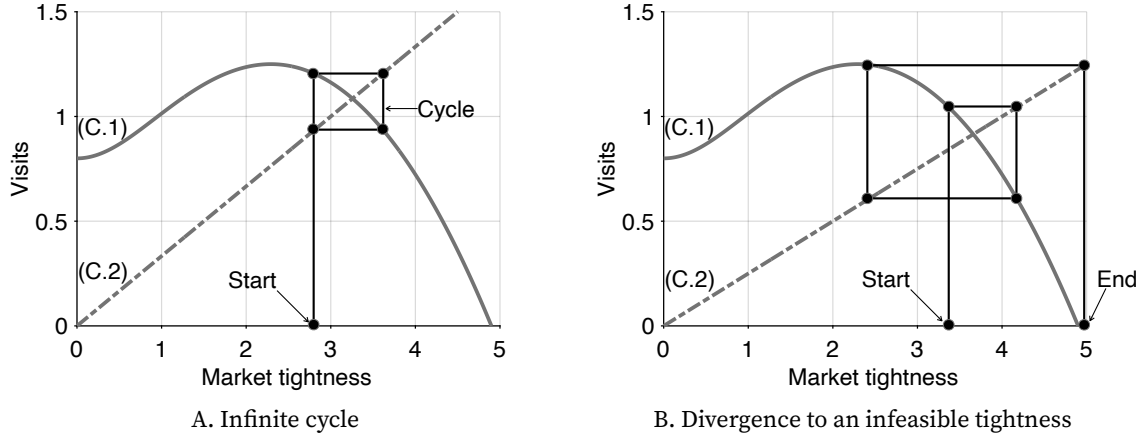 1.5
1
0.5
0
Visits
(C.1)
(C.2)
Cycle
Start
0 1 2 3 4 5
Market tightness
A. Infinite cycle
1.5
1
0.5
0
Visits
(C.1)
(C.2)
Start
End
0 1 2 3 4 5
Market tightness
B. Divergence to an infeasible tightness